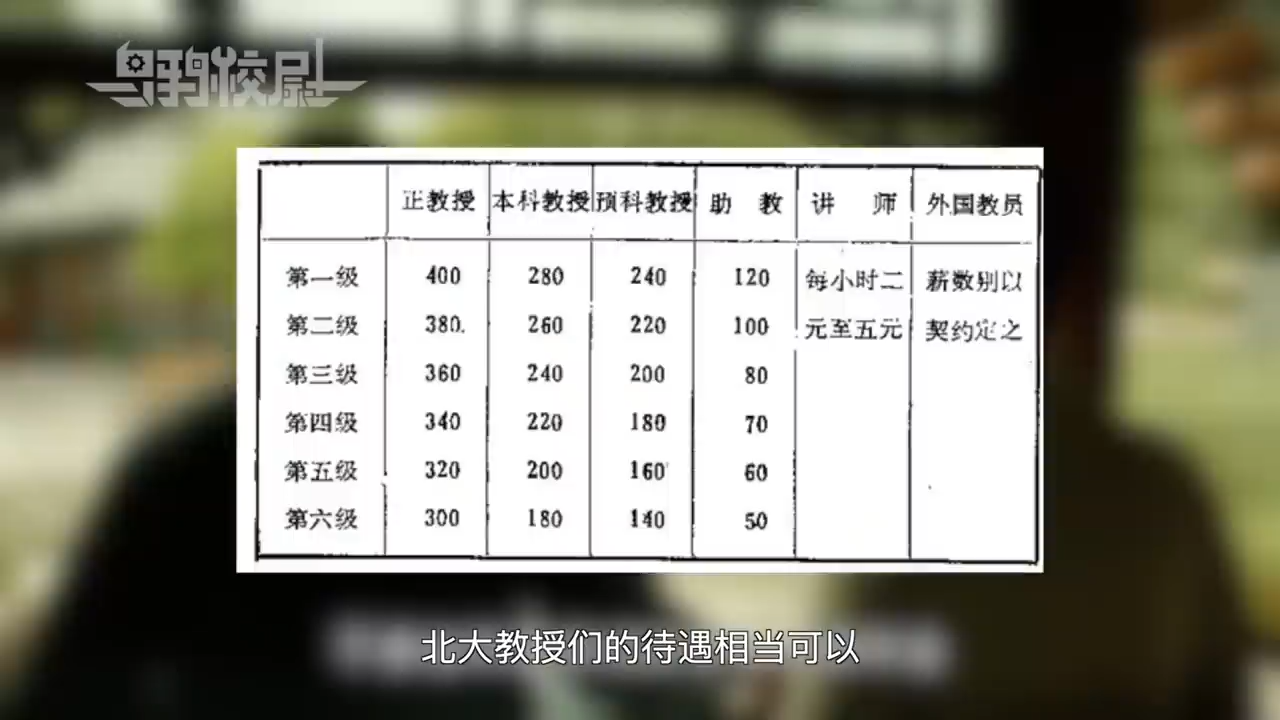 正教授 本科教授 预科教授 助 教 讲 师 外国教员
第一级 400 280 240 120 每小时二 薪数别以
第二级 380. 260 220 100 元至五元 契约定之
第三级 360 240 200 80
第四级 340 220 180 70
第五级 320 200 160 60
第六级 300 180 140 50
北大教授们的待遇相当可以